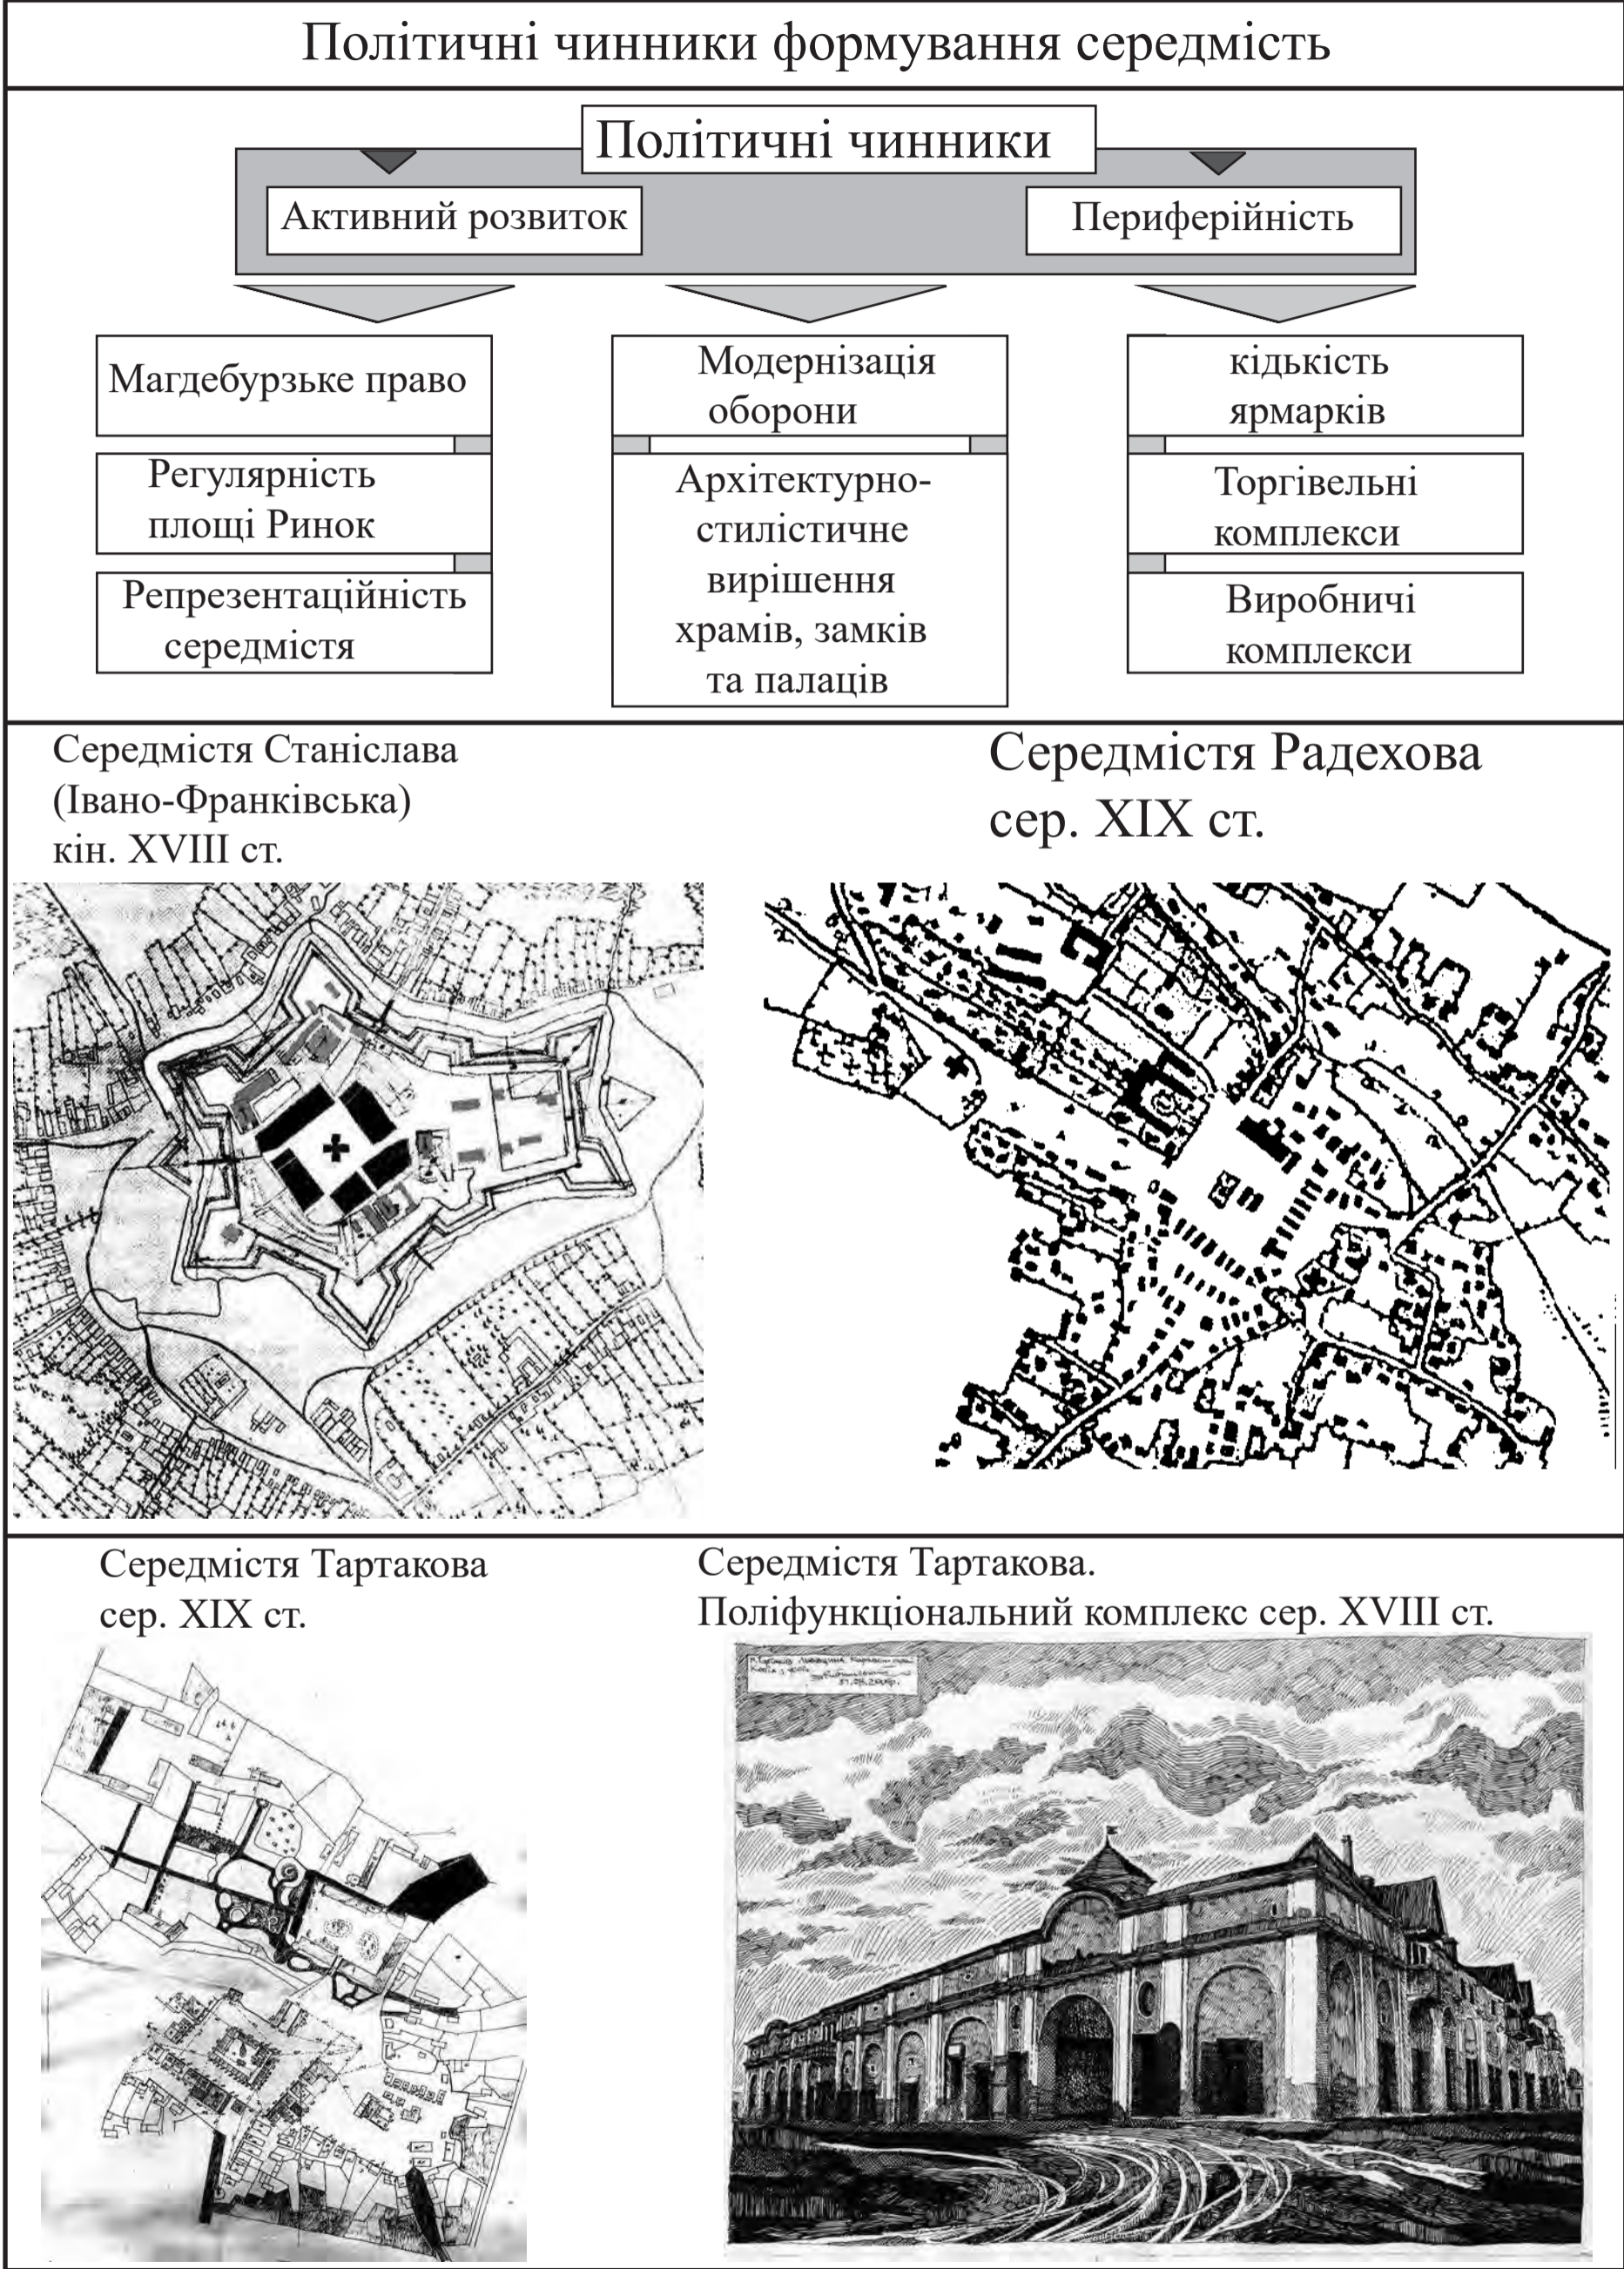 Політичні чинники формування середмість
Політичні чинники
Активний розвиток
Периферійність
Магдебурзьке право
Регулярність
площі Ринок
Репрезентаційність
середмістя
Модернізація
оборони
Архітектурно-
стилістичне
вирішення
храмів, замків
та палаців
кідькість
ярмарків
Торгівельні
комплекси
Виробничі
комплекси
Середмістя Станіслава
(Івано-Франківська)
кін. XVIII ст.
Середмістя Радехова
сер. XIX ст.
Середмістя Тартакова
сер. XIX ст.
Середмістя Тартакова.
Поліфункціональний комплекс сер. XVIII ст.